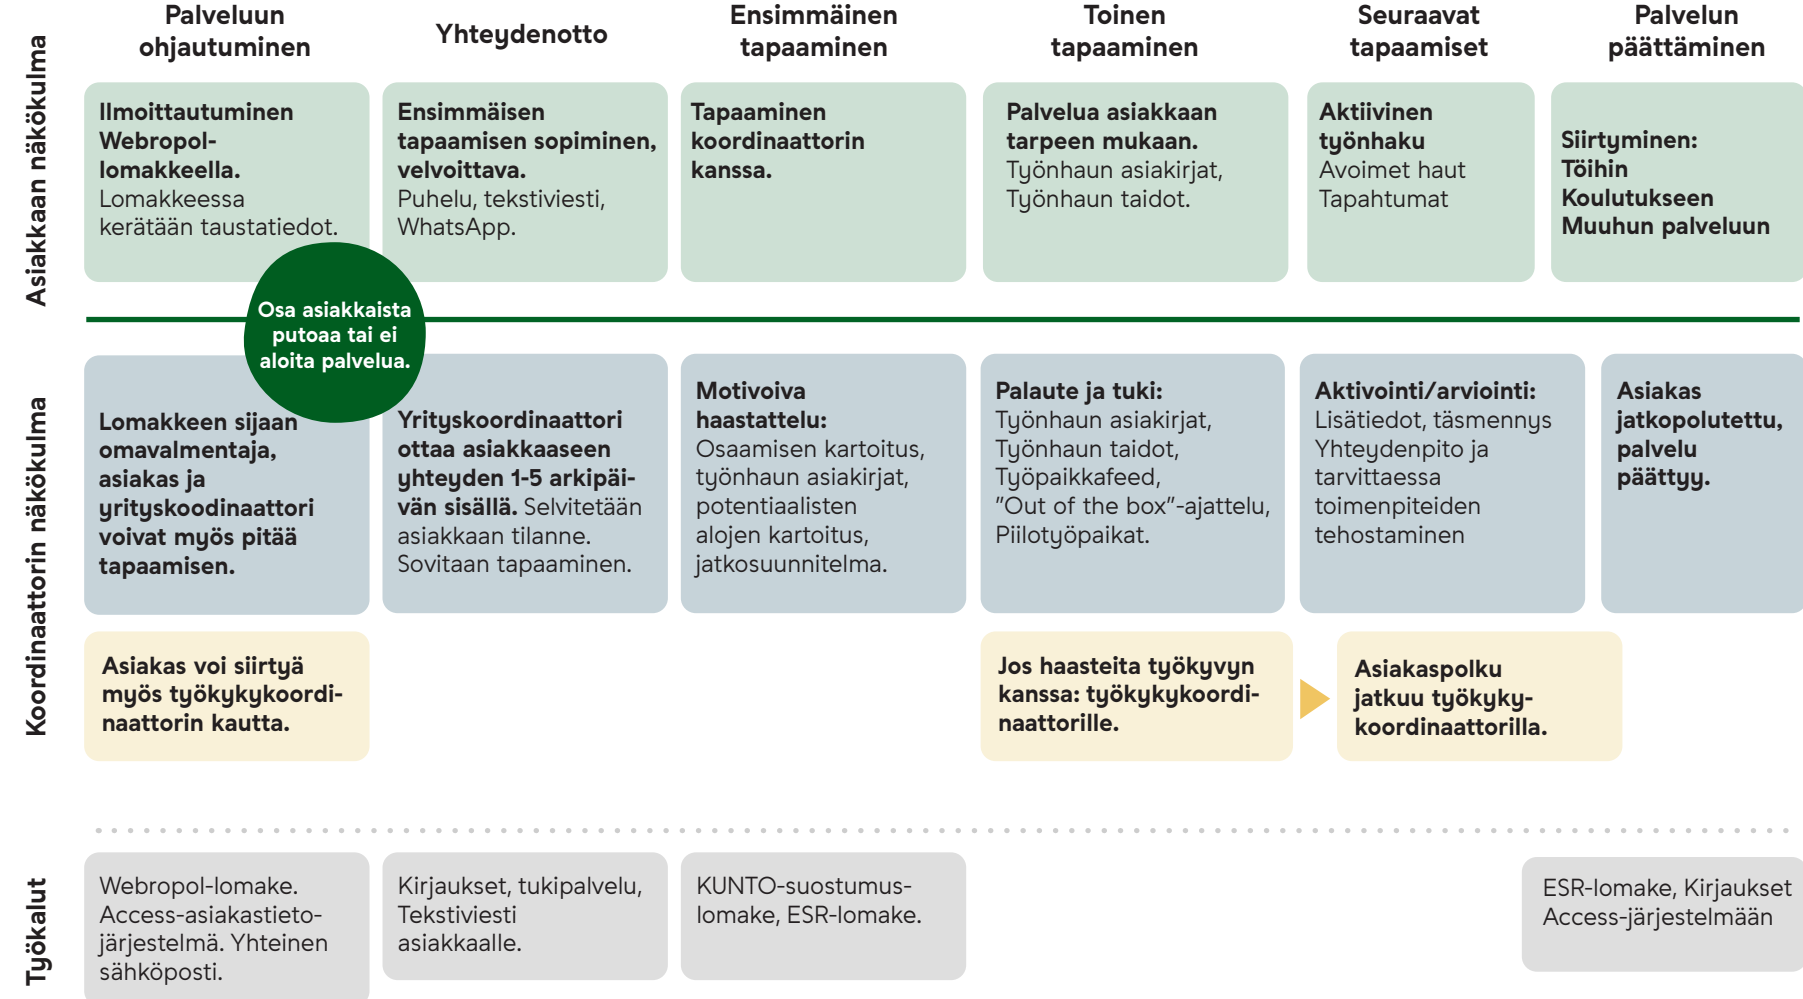 Palveluun
ohjautuminen
Yhteydenotto
Ensimmäinen
tapaaminen
Toinen
tapaaminen
Seuraavat
tapaamiset
Palvelun
päättäminen
Asiakkaan näkökulma
Ilmoittautuminen
Webropol-
lomakkeella.
Lomakkeessa
kerätään taustatiedot.
Ensimmäisen
tapaamisen sopiminen,
velvoittava.
Puhelu, tekstiviesti,
WhatsApp.
Tapaaminen
koordinaattorin
kanssa.
Palvelua asiakkaan
tarpeen mukaan.
Työnhaun asiakirjat,
Työnhaun taidot.
Aktiivinen
työnhaku
Avoimet haut
Tapahtumat
Siirtyminen:
Töihin
Koulutukseen
Muuhun palveluun
Osa asiakkaista
putoaa tai ei
aloita palvelua.
Koordinaattorin näkökulma
Lomakkeen sijaan
omavalmentaja,
asiakas ja
yrityskoodinaattori
voivat myös pitää
tapaamisen.
Yrityskoordinaattori
ottaa asiakkaaseen
yhteyden 1-5 arkipäi-
vän sisällä. Selvitetään
asiakkaan tilanne.
Sovitaan tapaaminen.
Motivoiva
haastattelu:
Osaamisen kartoitus,
työnhaun asiakirjat,
potentiaalisten
alojen kartoitus,
jatkosuunnitelma.
Palaute ja tuki:
Työnhaun asiakirjat,
Työnhaun taidot,
Työpaikkafeed,
”Out of the box”-ajattelu,
Piilotyöpaikat.
Aktivointi/arviointi:
Lisätiedot, täsmennys
Yhteydenpito ja
tarvittaessa
toimenpiteiden
tehostaminen
Asiakas
jatkopolutettu,
palvelu
päättyy.
Asiakas voi siirtyä
myös työkykykoordi-
naattorin kautta.
Jos haasteita työkyvyn
kanssa: työkykykoordi-
naattorille.
Asiakaspolku
jatkuu työkyky-
koordinaattorilla.
Työkalut
Webropol-lomake.
Access-asiakastieto-
järjestelmä. Yhteinen
sähköposti.
Kirjaukset, tukipalvelu,
Tekstiviesti
asiakkaalle.
KUNTO-suostumus-
lomake, ESR-lomake.
ESR-lomake, Kirjaukset
Access-järjestelmään